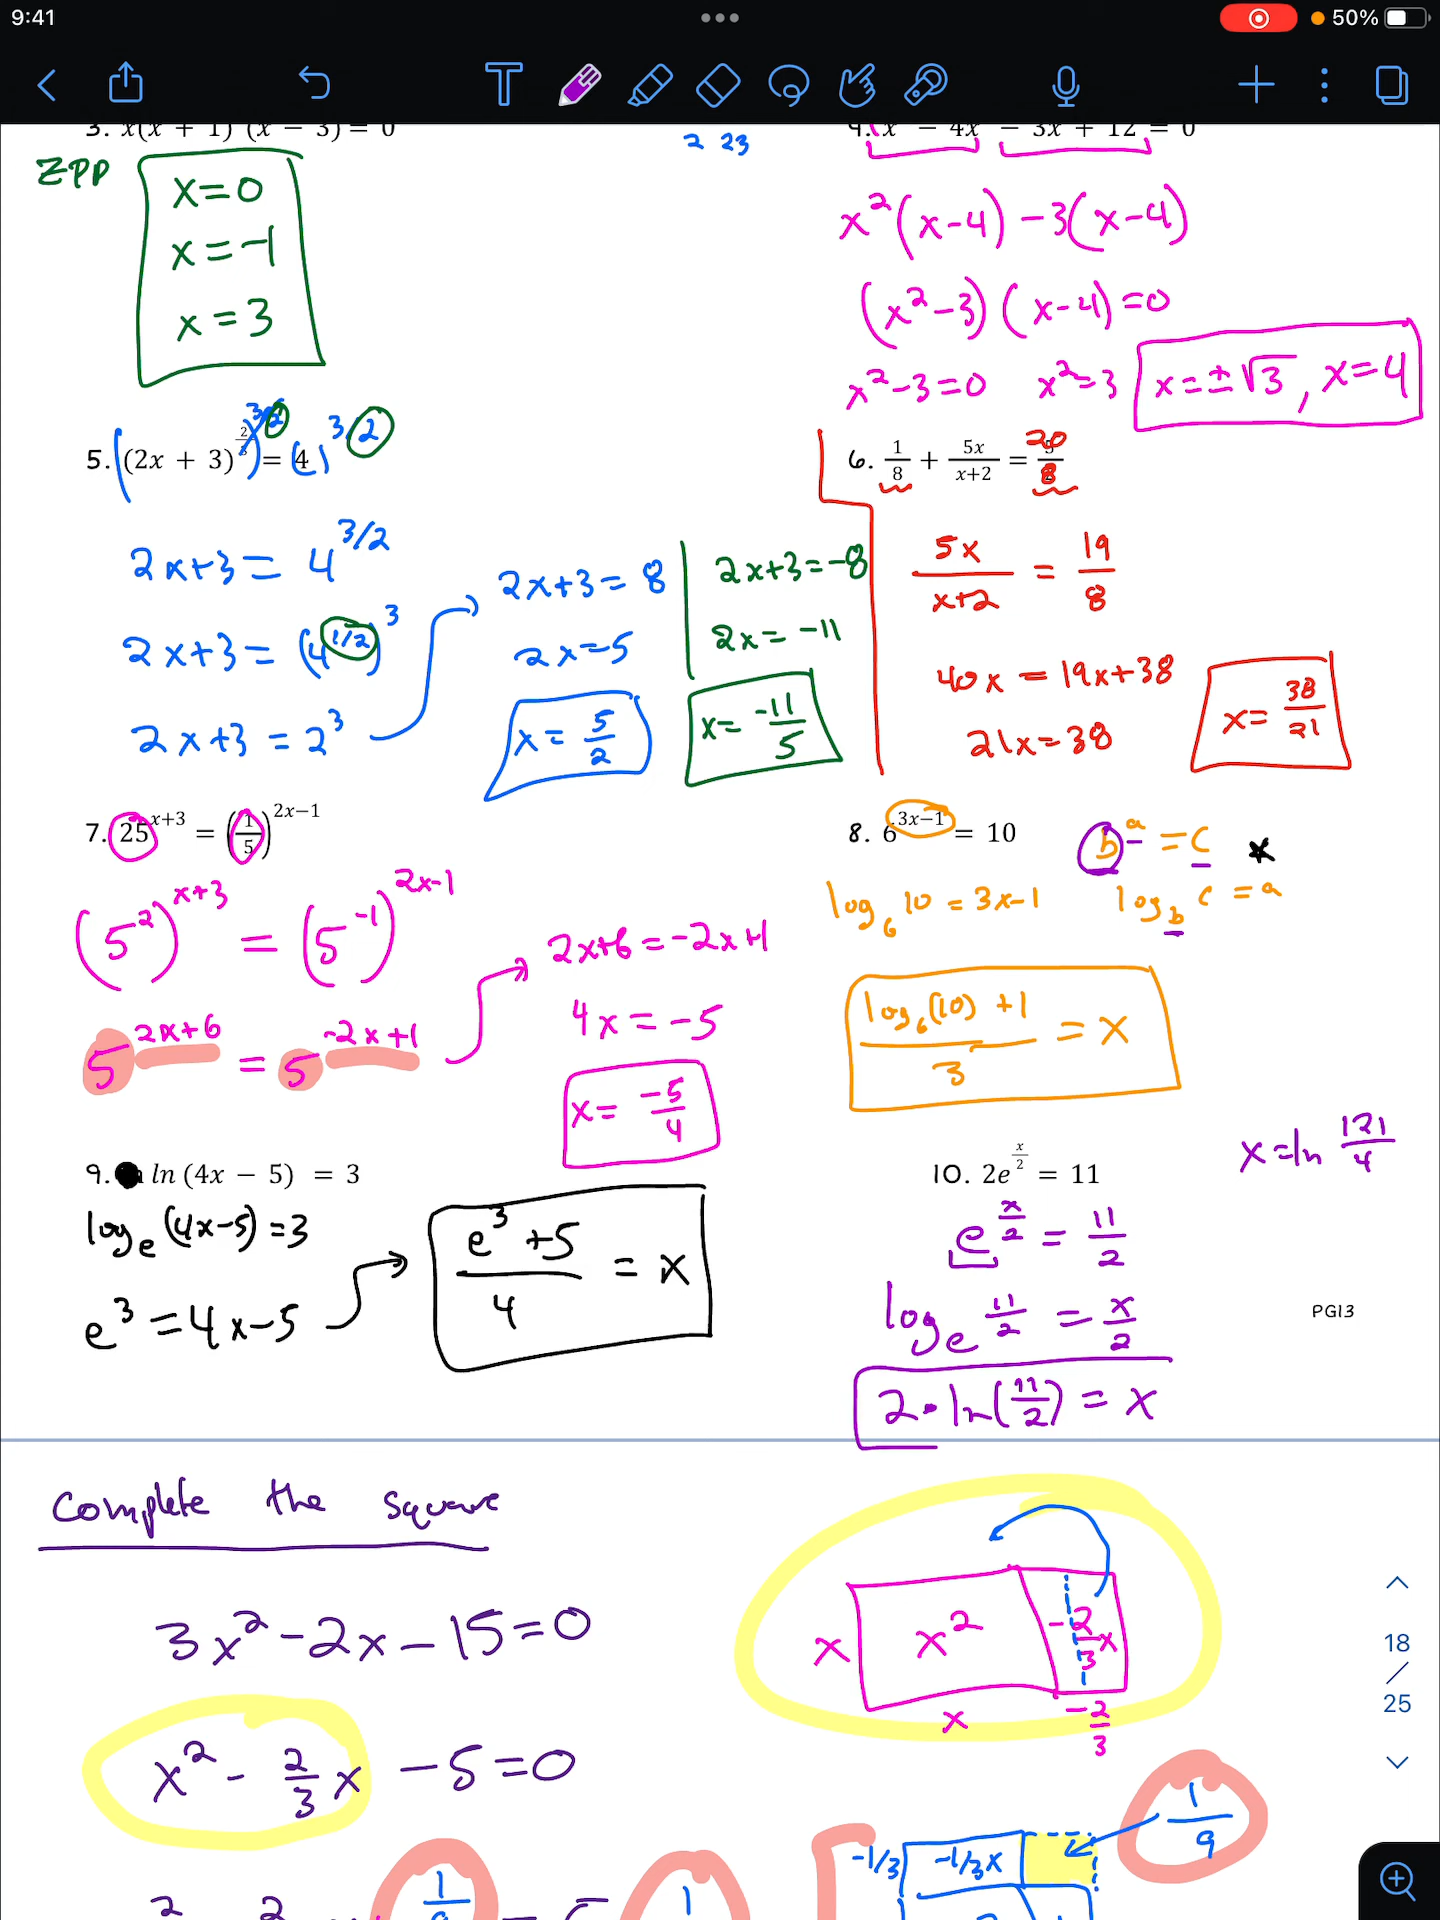 9:41
50%
3. x(x + 1) (x − 3) = 0
ZPP
x=0
x=-1
x=3
2 23
4. x − 4x − 3x + 12 = 0
x²(x-4) -3(x-4)
(x²-3)(x-4)=0
x²-3=0 x²=3 x=±√3, x=4
5. ((2x + 3) = (4)
2x+3 = 4^3/2
2x+3 = (4^1/2)³
2x+3 = 2³
2x+3 = 8
2x=5
x = 5/2
2x+3=-8
2x=-11
x= -11/5
6. 1/8 + 5x/x+2 = 20/8
5x/x+2 = 19/8
40x = 19x+38
21x=38
x= 38/21
7. 25^x+3 = (1/5)^2x−1
(5²)^x+3 = (5^-1)^2x-1
5^2x+6 = 5^-2x+1
2x+6=-2x+1
4x=-5
x= -5/4
8. 6^3x−1 = 10
b^a = c
log_6 10 = 3x-1
log_b c = a
log_6(10) +1 / 3 = x
9. ln (4x − 5) = 3
log_e (4x-5)=3
e³=4x-5
e³+5 / 4 = x
10. 2e^x/2 = 11
x=ln 121/4
e^x/2 = 11/2
log_e 11/2 = x/2
2·ln(11/2) = x
PG13
Complete the square
3x²-2x-15=0
x² - 2/3 x -5=0
x x² -2/3 x
x -2/3
18
/
25
1/9
-1/3 -1/3x